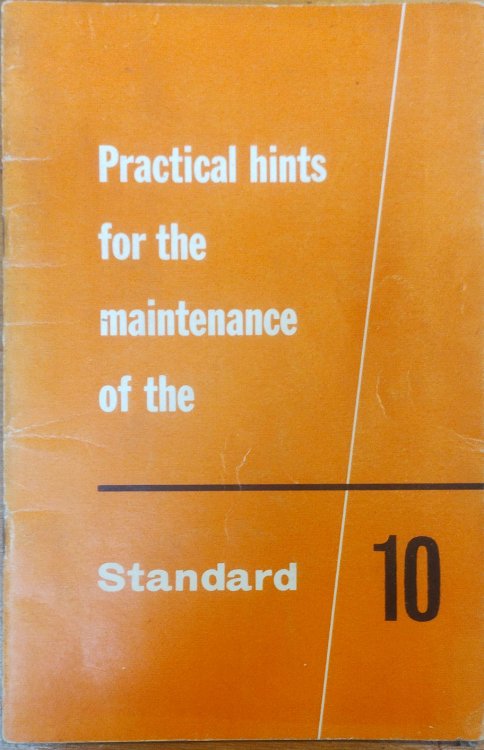 Practical hints
for the
maintenance
of the
Standard 10